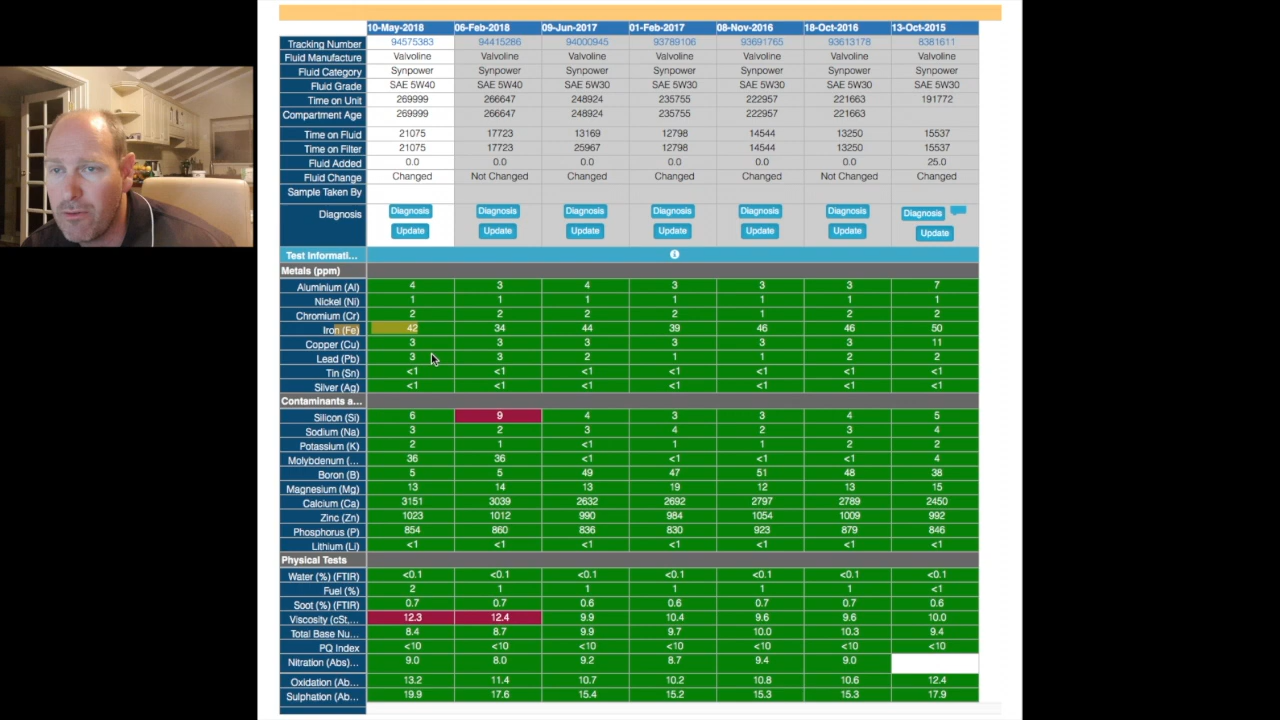 10-May-2018 06-Feb-2018 09-Jun-2017 01-Feb-2017 08-Nov-2016 18-Oct-2016 13-Oct-2015
Tracking Number 94575383 94415286 94000945 93789106 93691765 93613178 8381611
Fluid Manufacture Valvoline Valvoline Valvoline Valvoline Valvoline Valvoline Valvoline
Fluid Category Synpower Synpower Synpower Synpower Synpower Synpower Synpower
Fluid Grade SAE 5W40 SAE 5W40 SAE 5W30 SAE 5W30 SAE 5W30 SAE 5W30 SAE 5W30
Time on Unit 269999 266647 248924 235755 222957 221663 191772
Compartment Age 269999 266647 248924 235755 222957 221663
Time on Fluid 21075 17723 13169 12798 14544 13250 15537
Time on Filter 21075 17723 25967 12798 14544 13250 15537
Fluid Added 0.0 0.0 0.0 0.0 0.0 0.0 25.0
Fluid Change Changed Not Changed Changed Changed Changed Not Changed Changed
Sample Taken By
Diagnosis Diagnosis Diagnosis Diagnosis Diagnosis Diagnosis Diagnosis Diagnosis
Update Update Update Update Update Update Update
Test Informati...
Metals (ppm)
Aluminium (Al) 4 3 4 3 3 3 7
Nickel (Ni) 1 1 1 1 1 1 1
Chromium (Cr) 2 2 2 2 2 2 2
Iron (Fe) 42 34 44 39 46 46 50
Copper (Cu) 3 3 3 3 3 3 11
Lead (Pb) 3 3 2 1 1 2 2
Tin (Sn) <1 <1 <1 <1 <1 <1 <1
Silver (Ag) <1 <1 <1 <1 <1 <1 <1
Contaminants a...
Silicon (Si) 6 9 4 3 3 4 5
Sodium (Na) 3 2 3 4 2 3 4
Potassium (K) 2 1 <1 1 1 2 2
Molybdenum (... 36 36 <1 <1 <1 <1 4
Boron (B) 5 5 49 47 51 48 38
Magnesium (Mg) 13 14 13 19 12 13 15
Calcium (Ca) 3151 3039 2632 2692 2797 2789 2450
Zinc (Zn) 1023 1012 990 984 1054 1009 992
Phosphorus (P) 854 860 836 830 923 879 846
Lithium (Li) <1 <1 <1 <1 <1 <1 <1
Physical Tests
Water (%) (FTIR) <0.1 <0.1 <0.1 <0.1 <0.1 <0.1 <0.1
Fuel (%) 2 1 1 1 1 1 <1
Soot (%) (FTIR) 0.7 0.7 0.6 0.6 0.7 0.7 0.6
Viscosity (cSt,... 12.3 12.4 9.9 10.4 9.6 9.6 10.0
Total Base Nu... 8.4 8.7 9.9 9.7 10.0 10.3 9.4
PQ Index <10 <10 <10 <10 <10 <10 <10
Nitration (Abs)... 9.0 8.0 9.2 8.7 9.4 9.0
Oxidation (Ab... 13.2 11.4 10.7 10.2 10.8 10.6 12.4
Sulphation (Ab... 19.9 17.6 15.4 15.2 15.3 15.3 17.9